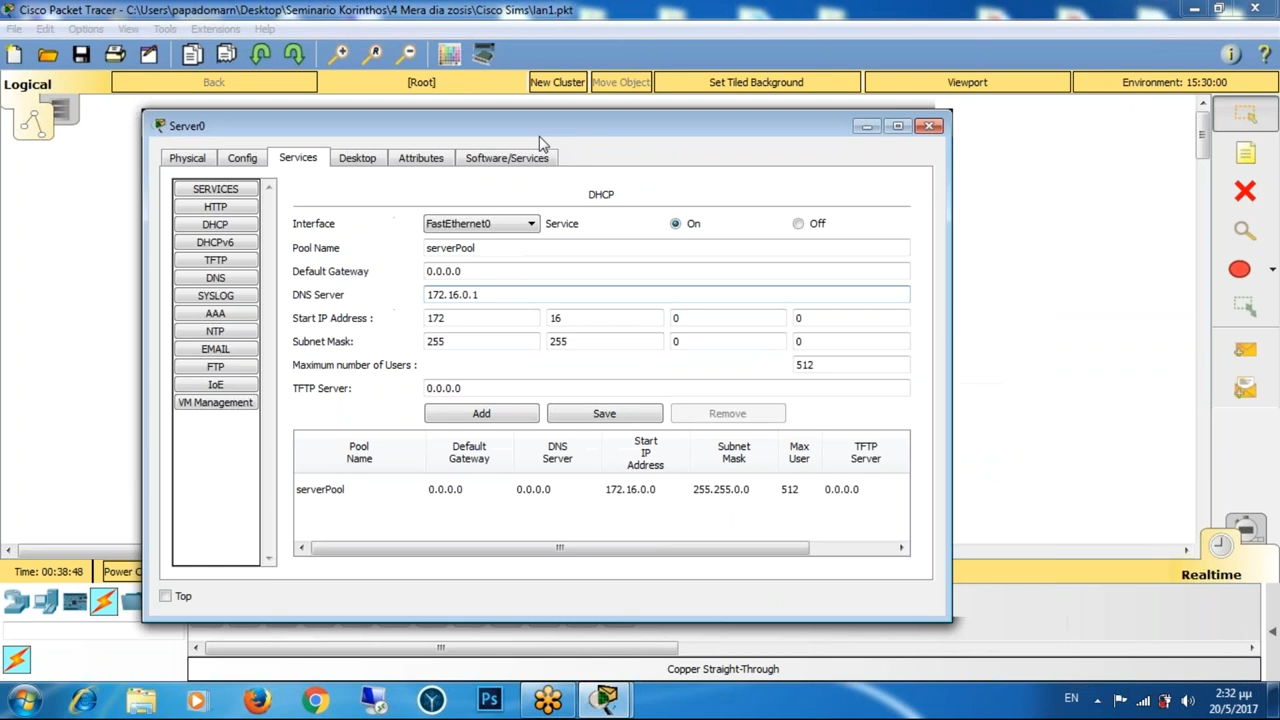 Cisco Packet Tracer - C:\Users\papadomarn\Desktop\Seminario Korinthos\4 Mera dia zosis\Cisco Sims\lan1.pkt
File Edit Options View Tools Extensions Help
Logical Back [Root] New Cluster Move Object Set Tiled Background Viewport Environment: 15:30:00
Server0
Physical Config Services Desktop Attributes Software/Services
SERVICES
HTTP
DHCP
DHCPv6
TFTP
DNS
SYSLOG
AAA
NTP
EMAIL
FTP
IoE
VM Management
DHCP
Interface FastEthernet0 Service On Off
Pool Name serverPool
Default Gateway 0.0.0.0
DNS Server 172.16.0.1
Start IP Address : 172 16 0 0
Subnet Mask: 255 255 0 0
Maximum number of Users : 512
TFTP Server: 0.0.0.0
Add Save Remove
Pool Name Default Gateway DNS Server Start IP Address Subnet Mask Max User TFTP Server
serverPool 0.0.0.0 0.0.0.0 172.16.0.0 255.255.0.0 512 0.0.0.0
Top
Time: 00:38:48 Power C
Realtime
Copper Straight-Through
EN
2:32 μμ
20/5/2017